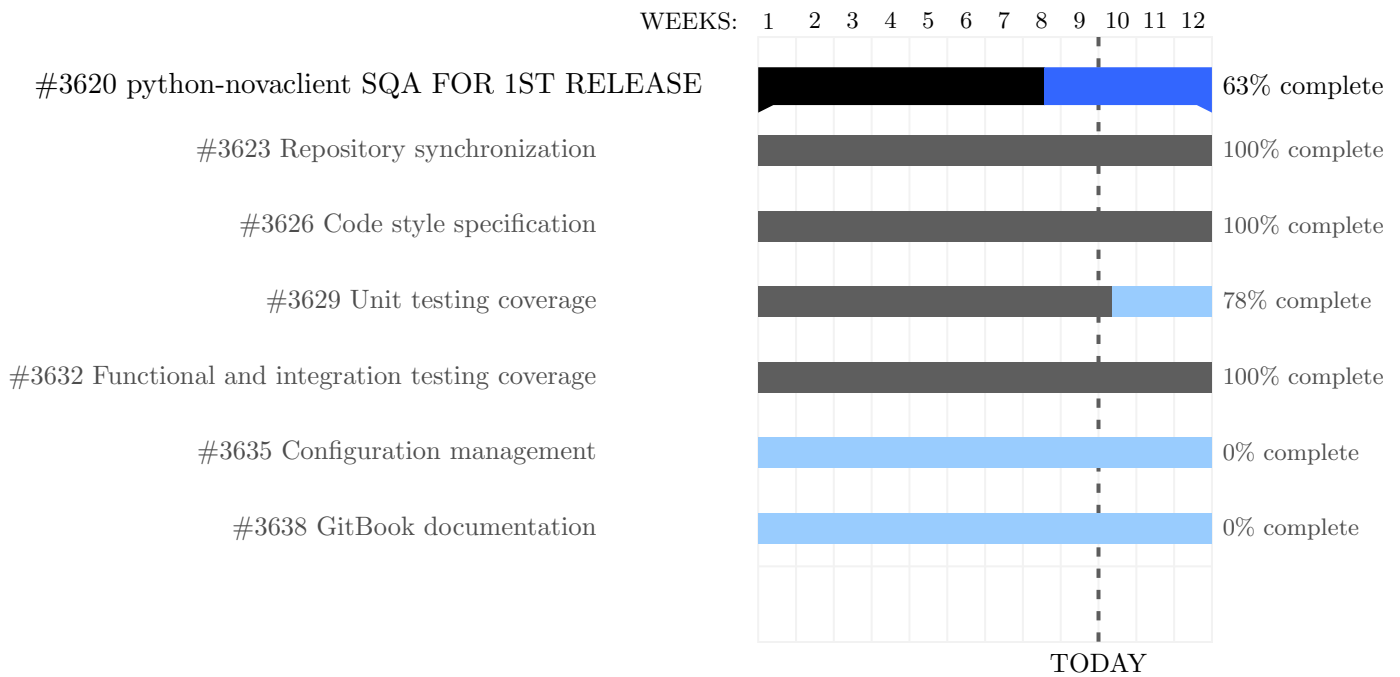 WEEKS: 1 2 3 4 5 6 7 8 9 10 11 12
#3620 python-novaclient SQA FOR 1ST RELEASE 63% complete
#3623 Repository synchronization 100% complete
#3626 Code style specification 100% complete
#3629 Unit testing coverage 78% complete
#3632 Functional and integration testing coverage 100% complete
#3635 Configuration management 0% complete
#3638 GitBook documentation 0% complete
TODAY